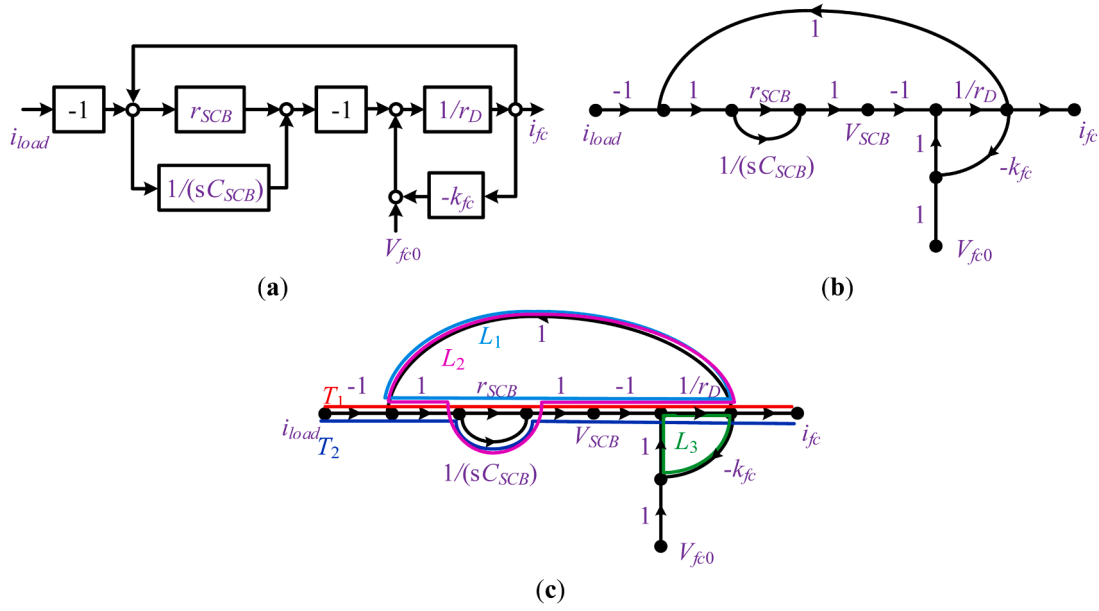 -1
r_SCB
-1
1/r_D
i_load
i_fc
1/(sC_SCB)
-k_fc
V_fc0
(a)
1
-1
1
r_SCB
1
-1
1/r_D
i_load
V_SCB
i_fc
1/(sC_SCB)
1
-k_fc
1
V_fc0
(b)
L_1
1
L_2
-1
1
r_SCB
1
-1
1/r_D
T_1
i_load
T_2
V_SCB
i_fc
1
L_3
-k_fc
1/(sC_SCB)
1
V_fc0
(c)